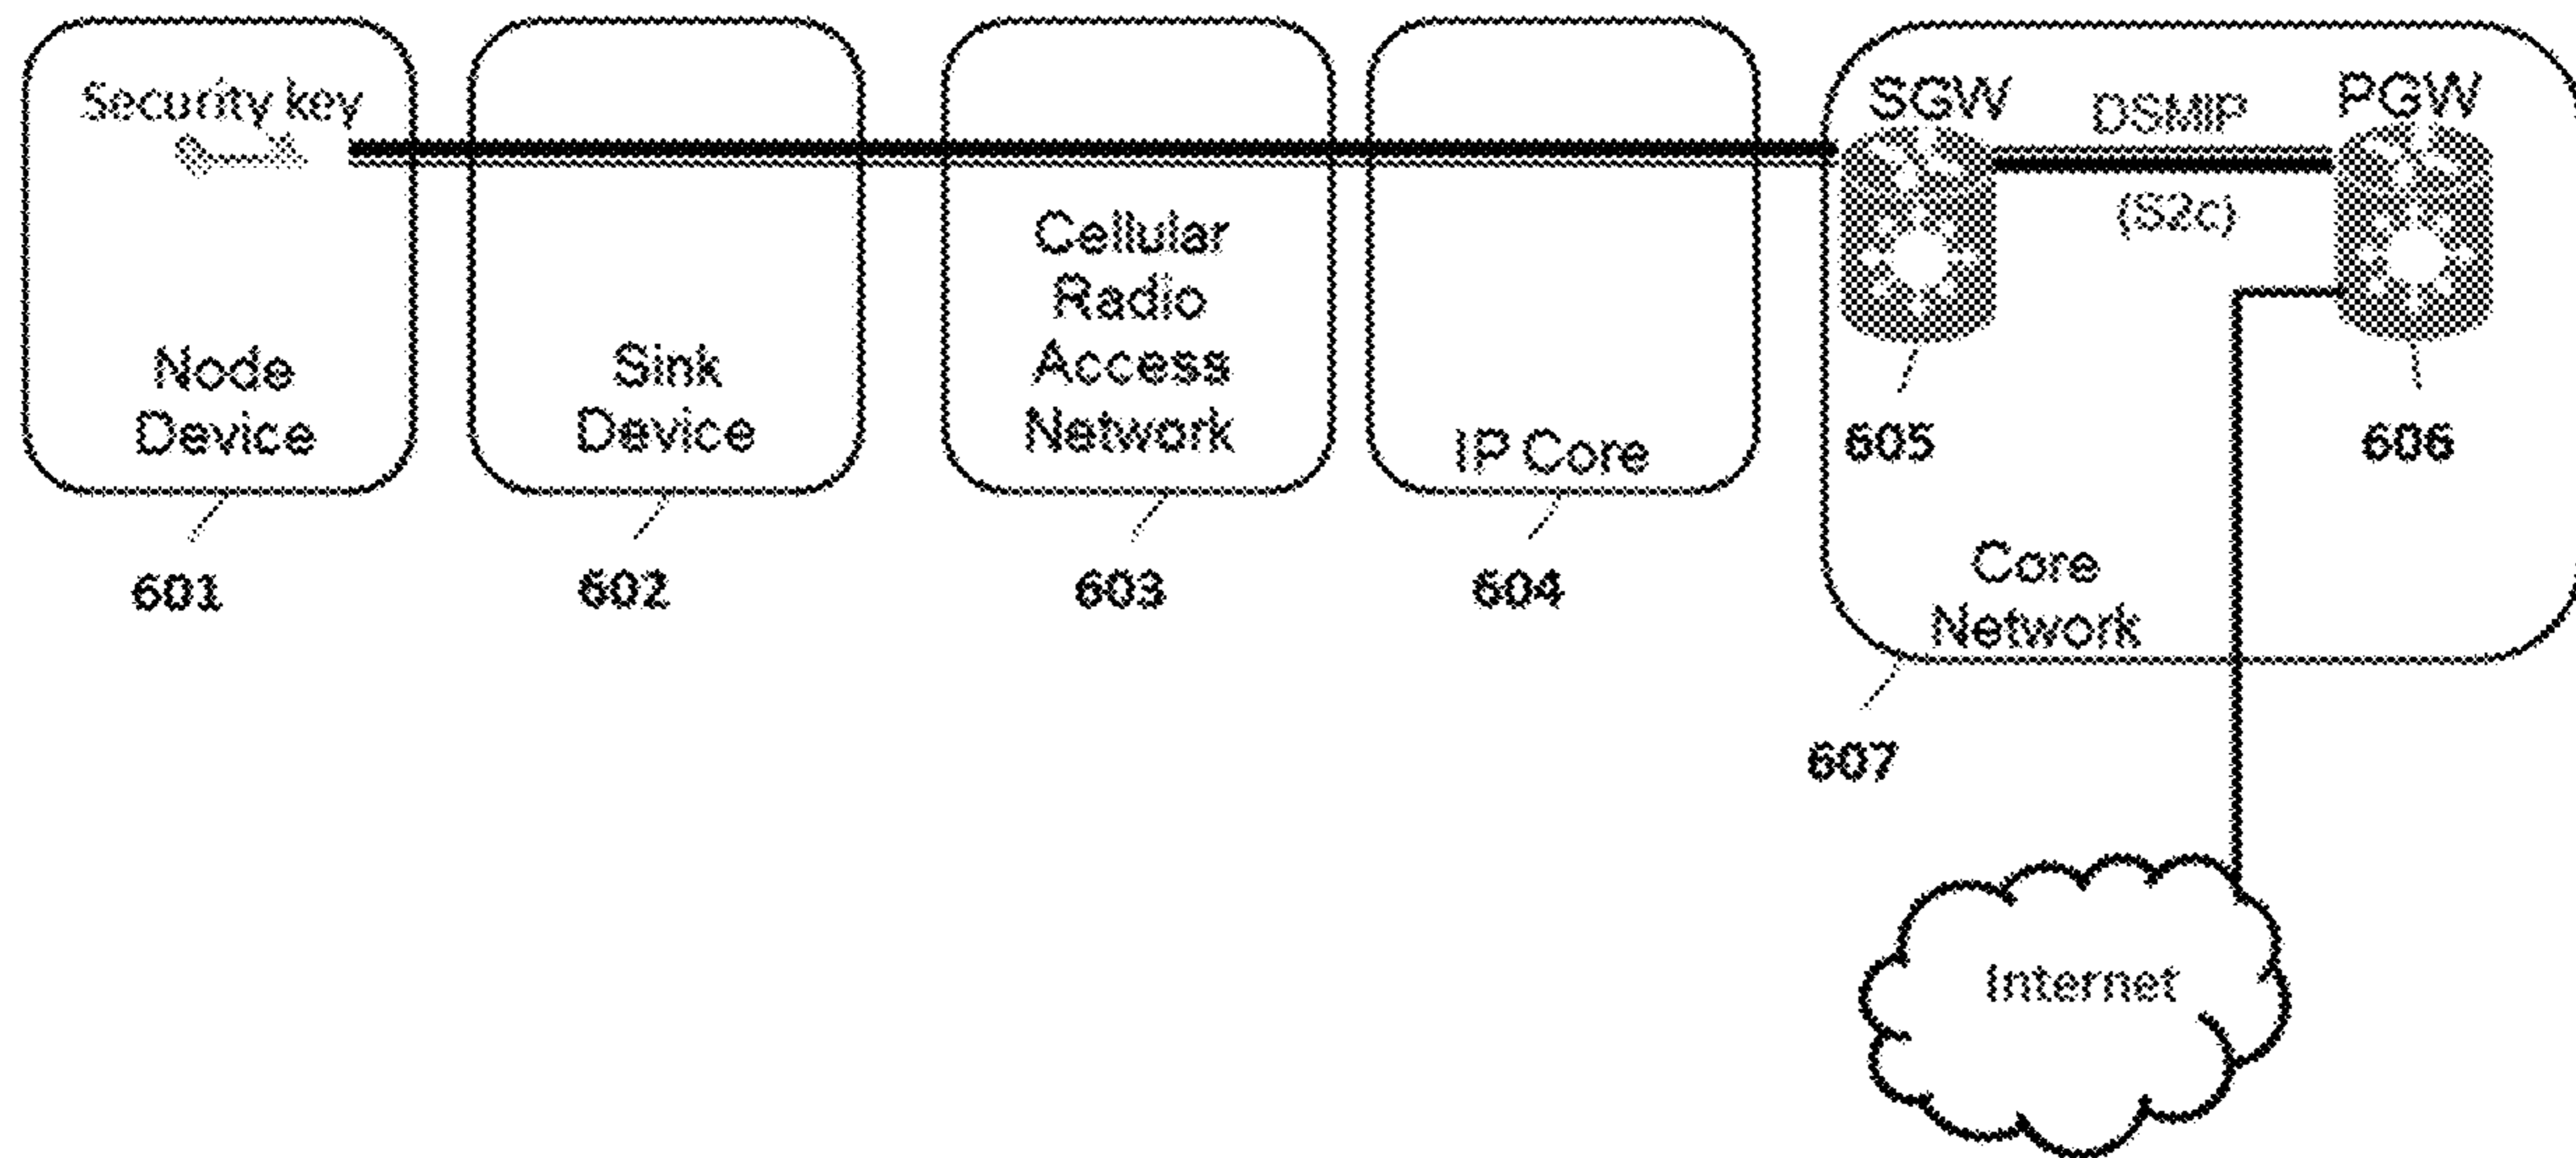 Security key
Node
Device
601
Sink
Device
602
Cellular
Radio
Access
Network
603
IP Core
604
SGW
DSMIP
PGW
(S2c)
605
606
Core
Network
607
Internet